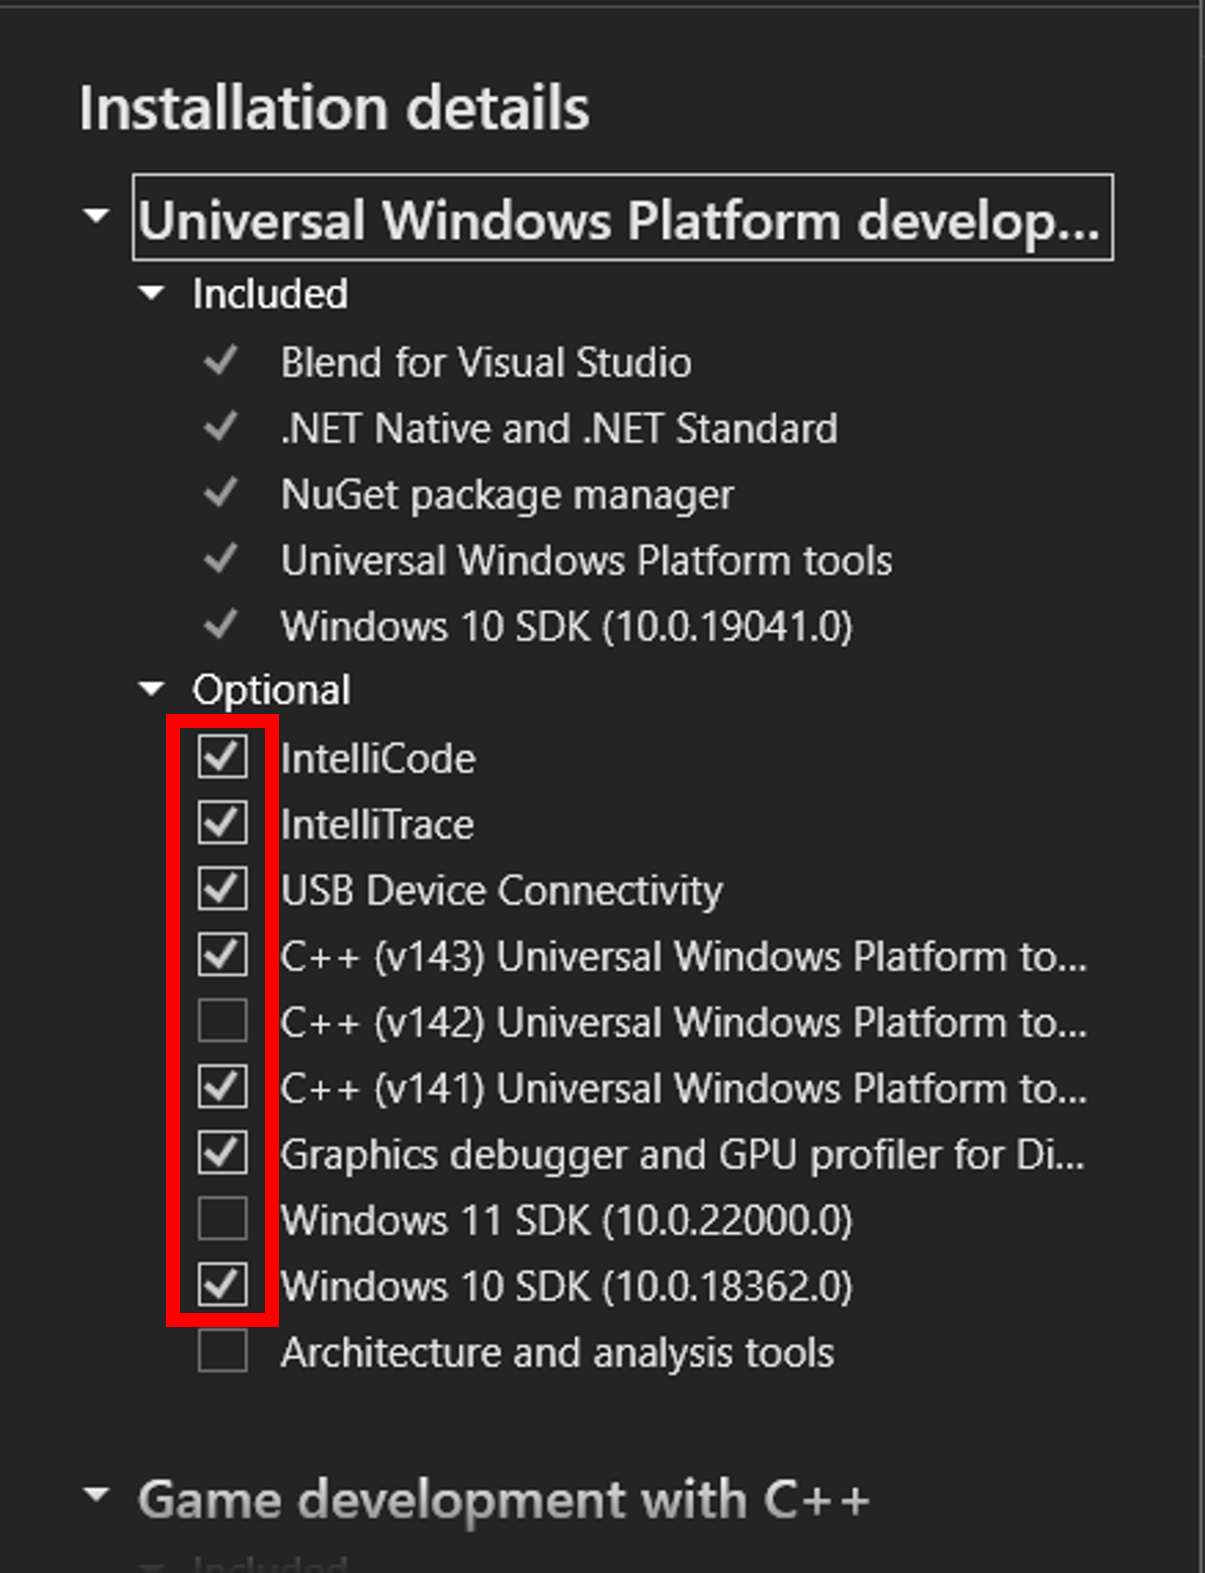 Installation details
Universal Windows Platform develop...
Included
Blend for Visual Studio
.NET Native and .NET Standard
NuGet package manager
Universal Windows Platform tools
Windows 10 SDK (10.0.19041.0)
Optional
IntelliCode
IntelliTrace
USB Device Connectivity
C++ (v143) Universal Windows Platform to...
C++ (v142) Universal Windows Platform to...
C++ (v141) Universal Windows Platform to...
Graphics debugger and GPU profiler for Di...
Windows 11 SDK (10.0.22000.0)
Windows 10 SDK (10.0.18362.0)
Architecture and analysis tools
Game development with C++
Included